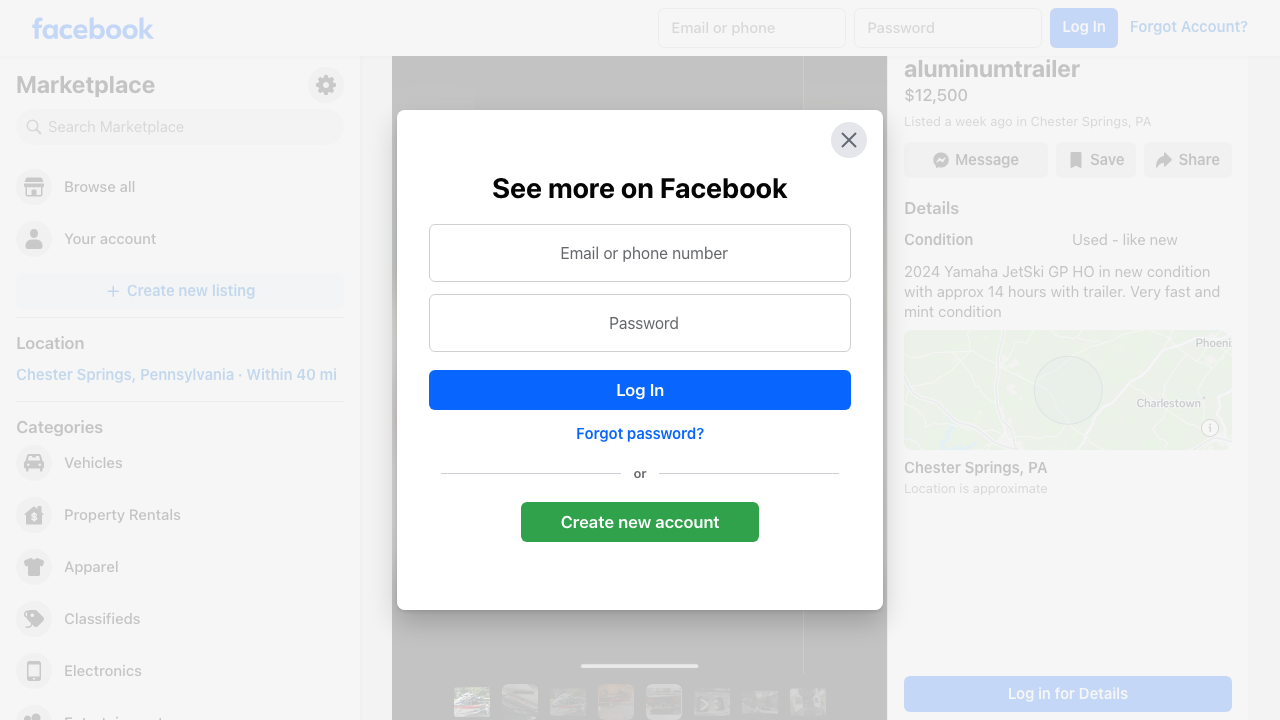 facebook
Email or phone
Password
Log In
Forgot Account?
Marketplace
Search Marketplace
Browse all
Your account
Create new listing
Location
Chester Springs, Pennsylvania · Within 40 mi
Categories
Vehicles
Property Rentals
Apparel
Classifieds
Electronics
See more on Facebook
Email or phone number
Password
Log In
Forgot password?
or
Create new account
aluminumtrailer
$12,500
Listed a week ago in Chester Springs, PA
Message
Save
Share
Details
Condition
Used - like new
2024 Yamaha JetSki GP HO in new condition
with approx 14 hours with trailer. Very fast and
mint condition
Charlestown
Chester Springs, PA
Location is approximate
Log in for Details